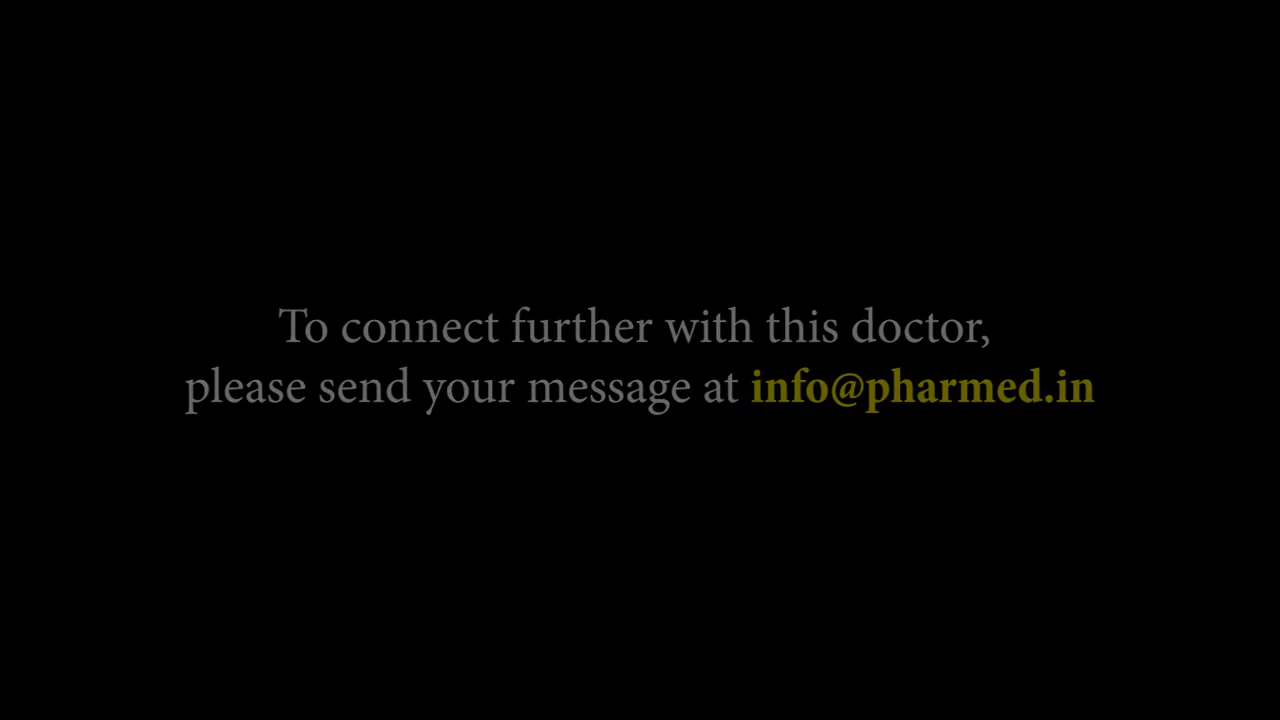 To connect further with this doctor,
please send your message at info@pharmed.in